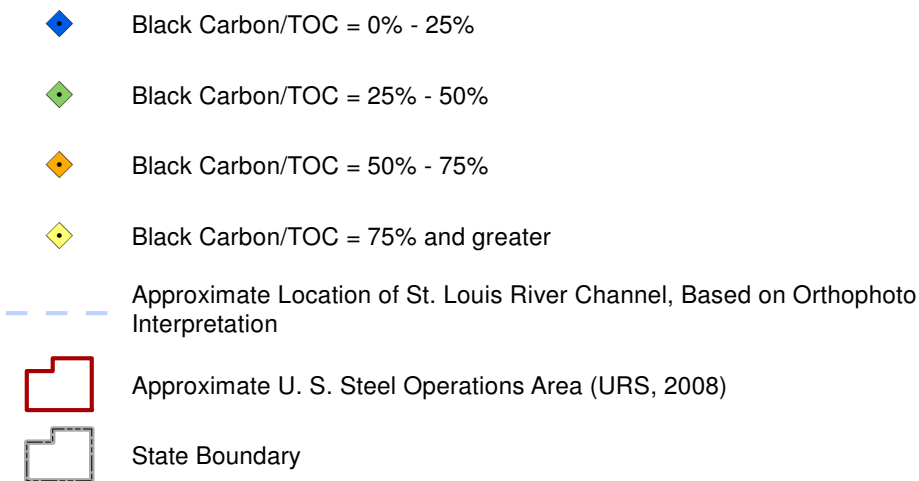 Black Carbon/TOC = 0% - 25%
Black Carbon/TOC = 25% - 50%
Black Carbon/TOC = 50% - 75%
Black Carbon/TOC = 75% and greater
Approximate Location of St. Louis River Channel, Based on Orthophoto
Interpretation
Approximate U. S. Steel Operations Area (URS, 2008)
State Boundary